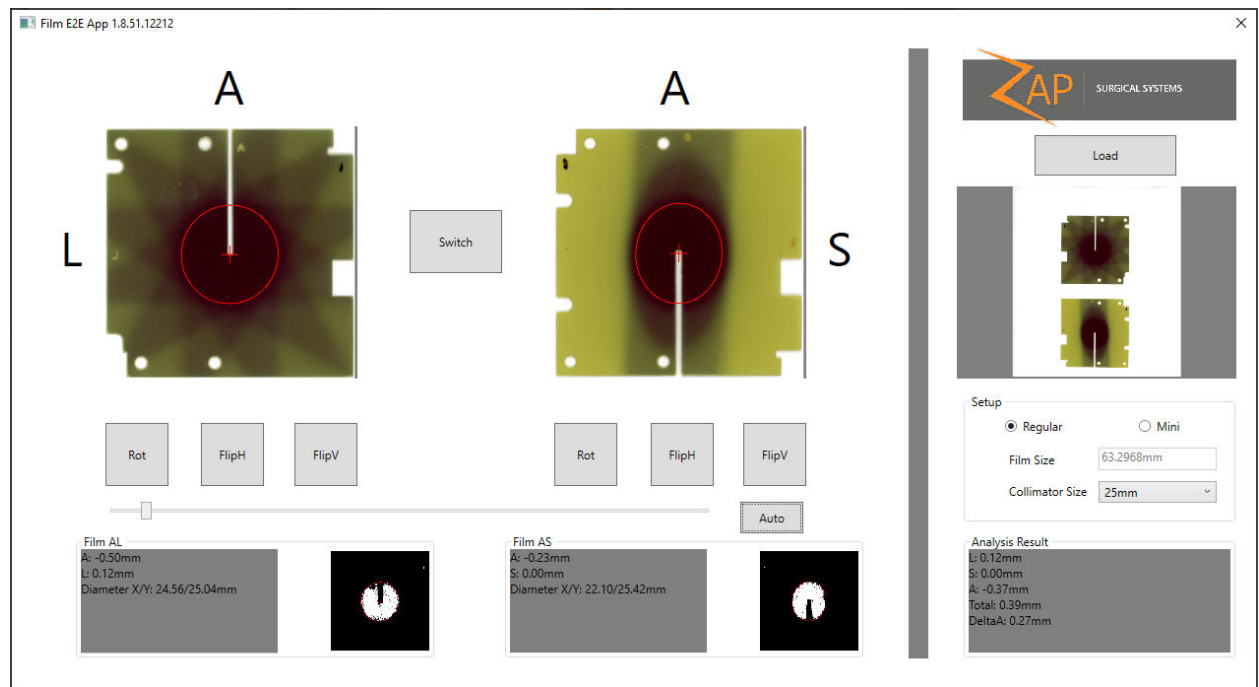 Film E2E App 1.8.51.12212
A
A
L
S
Switch
Rot
FlipH
FlipV
Rot
FlipH
FlipV
Auto
Film AL
A: -0.50mm
L: 0.12mm
Diameter X/Y: 24.56/25.04mm
Film AS
A: -0.23mm
S: 0.00mm
Diameter X/Y: 22.10/25.42mm
ZAP SURGICAL SYSTEMS
Load
Setup
Regular
Mini
Film Size 63.2968mm
Collimator Size 25mm
Analysis Result
L: 0.12mm
S: 0.00mm
A: -0.37mm
Total: 0.39mm
DeltaA: 0.27mm